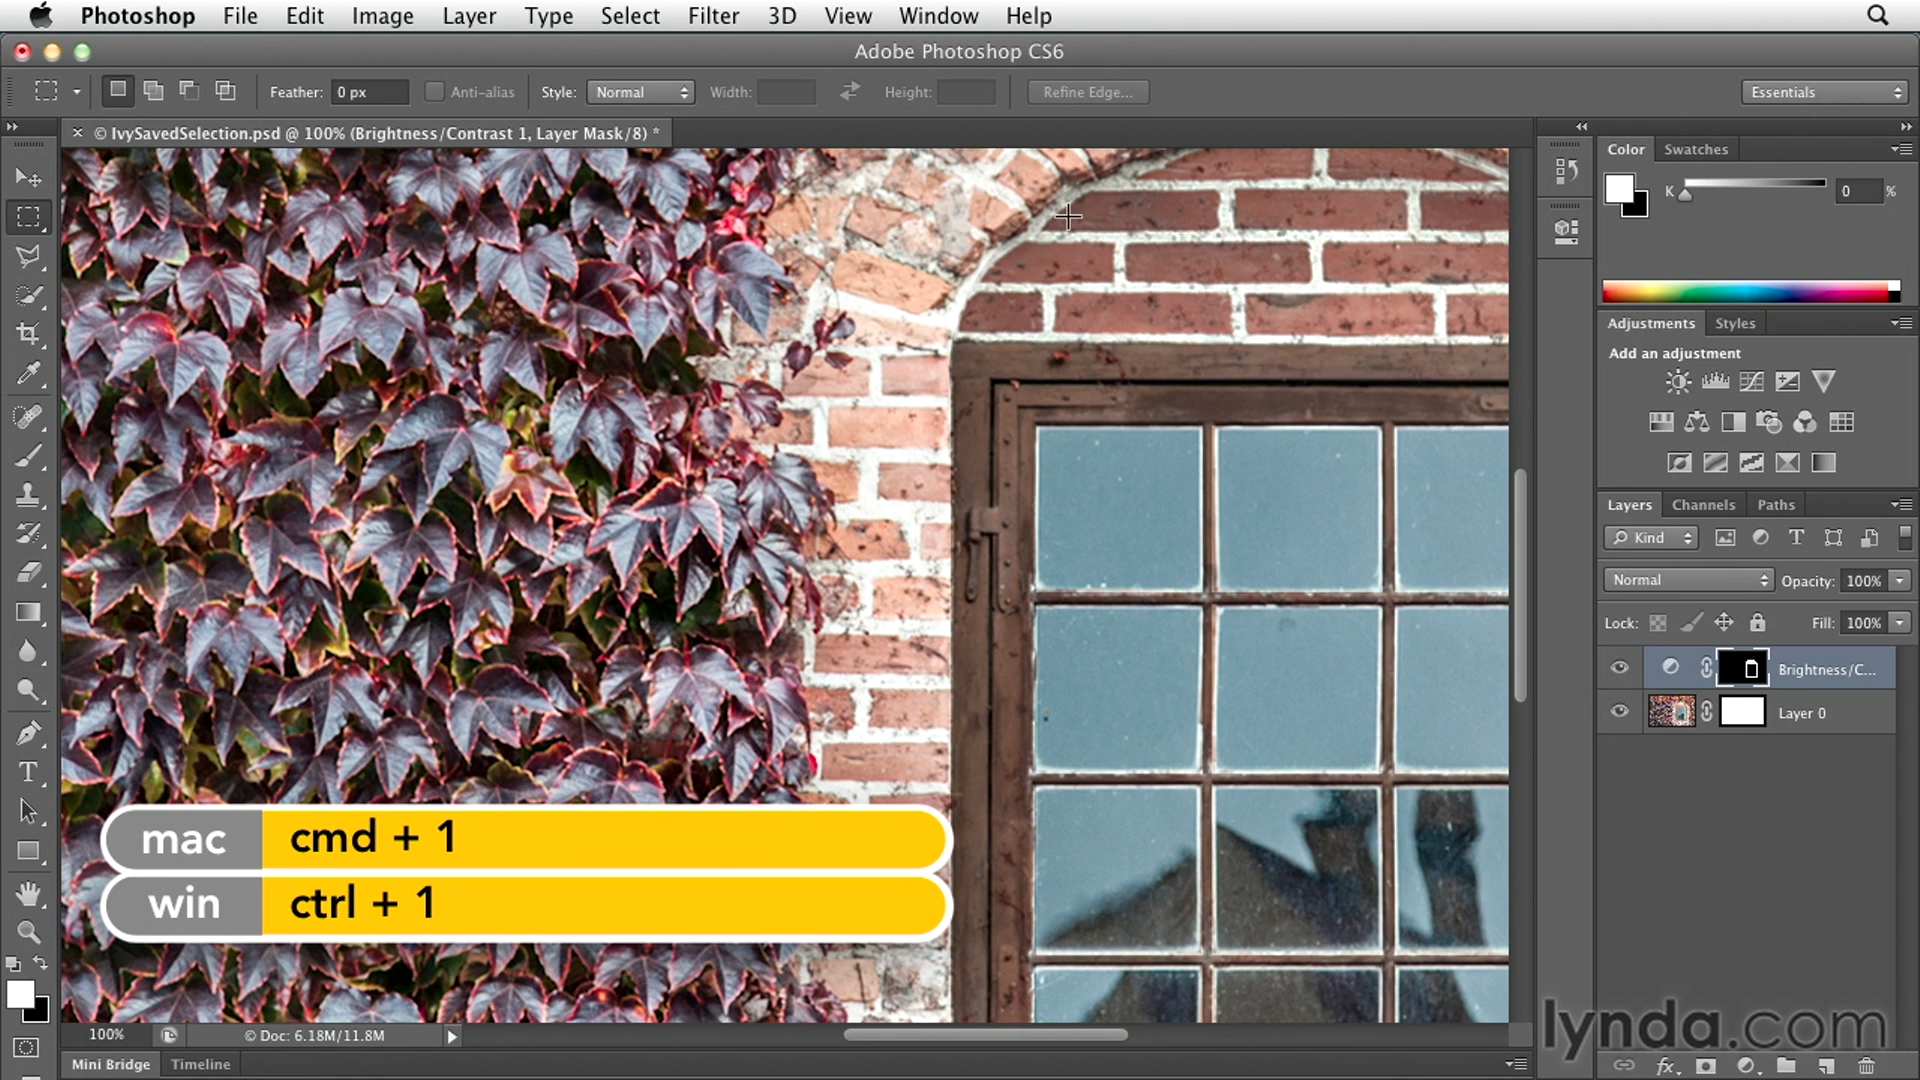 Photoshop File Edit Image Layer Type Select Filter 3D View Window Help
Adobe Photoshop CS6
Feather: 0 px Anti-alias Style: Normal Width: Height: Refine Edge... Essentials
× © IvySavedSelection.psd @ 100% (Brightness/Contrast 1, Layer Mask/8) *
Color Swatches
K 0 %
Adjustments Styles
Add an adjustment
Layers Channels Paths
Kind
Normal Opacity: 100%
Lock: Fill: 100%
Brightness/C...
Layer 0
mac cmd + 1
win ctrl + 1
lynda.com
100% © Doc: 6.18M/11.8M
Mini Bridge Timeline
fx